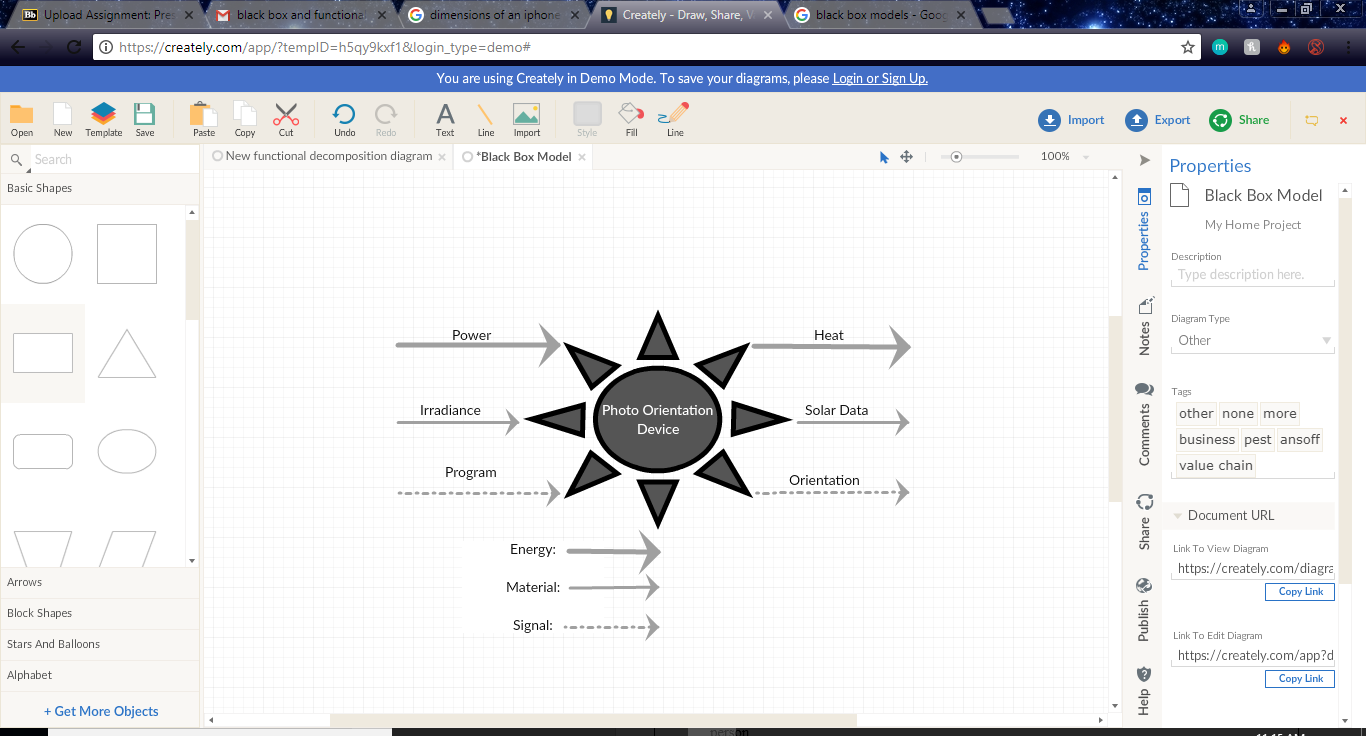 Upload Assignment: Pres
black box and functional
dimensions of an iphone
Creately - Draw, Share, V
black box models - Goog
https://creately.com/app/?tempID=h5qy9kxf1&login_type=demo#
You are using Creately in Demo Mode. To save your diagrams, please Login or Sign Up.
Open New Template Save Paste Copy Cut Undo Redo Text Line Import Style Fill Line
Import Export Share
Search
New functional decomposition diagram
*Black Box Model
100%
Basic Shapes
Arrows
Block Shapes
Stars And Balloons
Alphabet
+ Get More Objects
Power
Heat
Irradiance
Photo Orientation
Device
Solar Data
Program
Orientation
Energy:
Material:
Signal:
Properties
Notes
Comments
Share
Publish
Help
Properties
Black Box Model
My Home Project
Description
Type description here.
Diagram Type
Other
Tags
other none more
business pest ansoff
value chain
Document URL
Link To View Diagram
https://creately.com/diagra
Copy Link
Link To Edit Diagram
https://creately.com/app?d
Copy Link
person